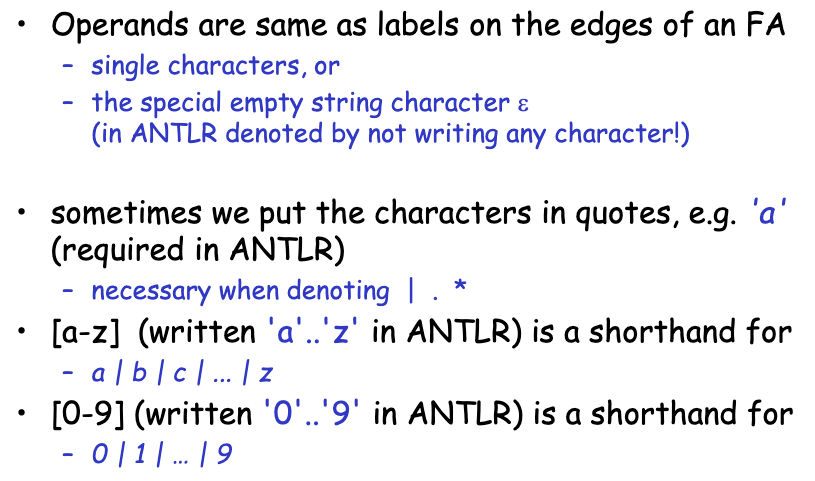 • Operands are same as labels on the edges of an FA
– single characters, or
– the special empty string character ε
(in ANTLR denoted by not writing any character!)
• sometimes we put the characters in quotes, e.g. 'a'
(required in ANTLR)
– necessary when denoting | . *
• [a-z] (written 'a'..'z' in ANTLR) is a shorthand for
– a | b | c | ... | z
• [0-9] (written '0'..'9' in ANTLR) is a shorthand for
– 0 | 1 | ... | 9